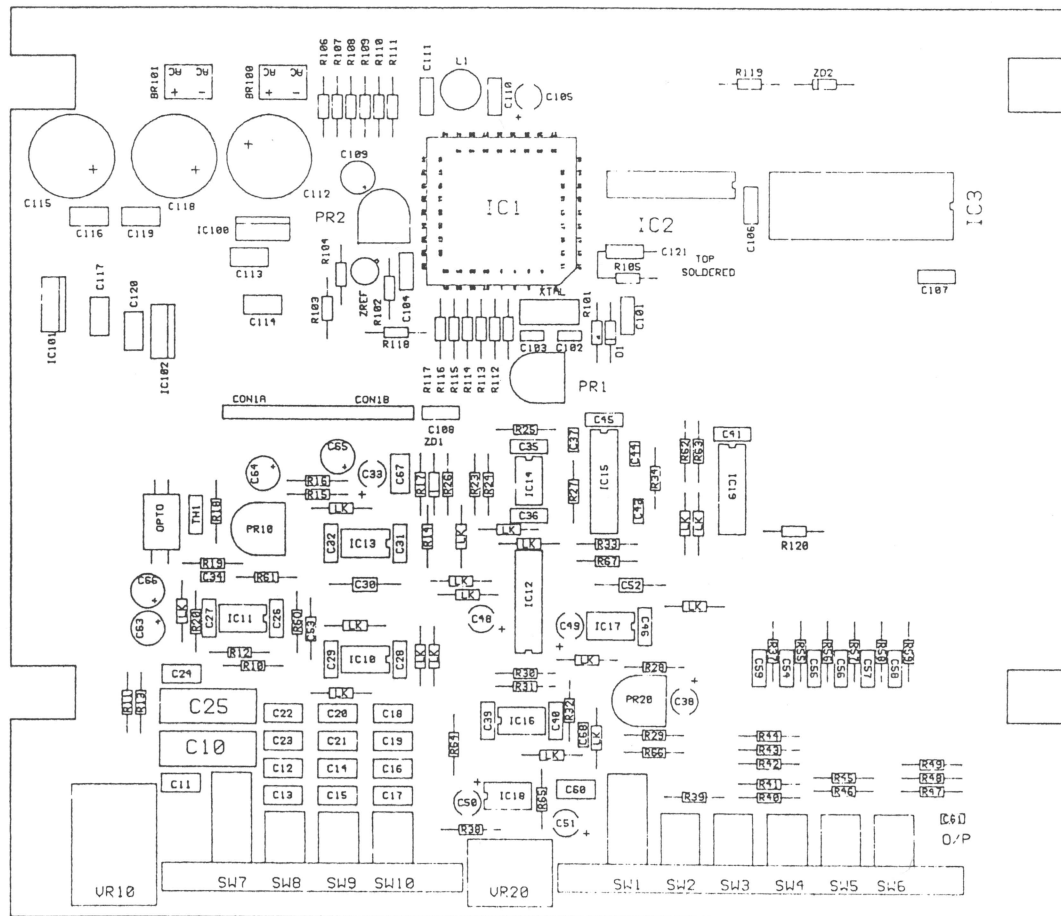 BR101
AC
AC
+
-
BR100
AC
AC
+
-
R106
R107
R108
R109
R110
R111
C111
L1
C110
C105
+
R119
ZD2
C115
+
C118
+
C112
+
C109
PR2
IC1
IC2
C106
IC3
C116
C119
IC100
C113
C114
C117
C120
IC101
IC102
R103
R104
ZREF
R102
C104
R118
XTAL
R101
C101
D1
C103
C102
C121
R105
TOP
SOLDERED
C107
R117
R116
R115
R114
R113
R112
PR1
CON1A
CON1B
C108
ZD1
C65
C64
C33
C67
R16
R15
LK
R17
R26
R23
R24
R25
C35
IC14
C36
C37
C45
IC15
R27
C44
R34
R62
R63
C41
IC19
OPTO
TH1
R18
PR10
C32
IC13
C31
R14
LK
LK
LK
IC12
R33
R67
LK
LK
R120
R19
C34
R61
C30
LK
LK
C52
C66
C63
LK
R20
C27
IC11
C26
R60
C53
LK
C48
C49
IC17
C46
LK
R12
R10
C29
IC10
C28
LK
LK
LK
R28
R30
R31
R57
R55
R56
R59
C59
C54
C55
C56
C57
C58
C24
R11
R13
LK
C25
C10
C11
C22
C20
C18
C23
C21
C19
C12
C14
C16
C13
C15
C17
R64
C39
IC16
C40
R32
C68
LK
LK
PR20
C38
R29
R66
R44
R43
R42
R41
R40
R45
R46
R49
R48
R47
C50
IC18
R65
C60
C51
R38
R39
C61
O/P
VR10
SW7
SW8
SW9
SW10
VR20
SW1
SW2
SW3
SW4
SW5
SW6